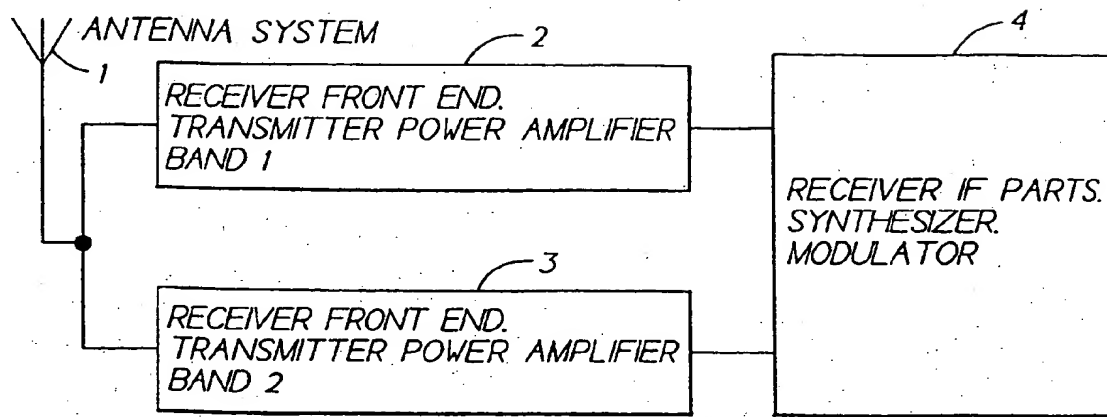 ANTENNA SYSTEM
1
2
RECEIVER FRONT END.
TRANSMITTER POWER AMPLIFIER
BAND 1
3
RECEIVER FRONT END.
TRANSMITTER POWER AMPLIFIER
BAND 2
4
RECEIVER IF PARTS.
SYNTHESIZER.
MODULATOR